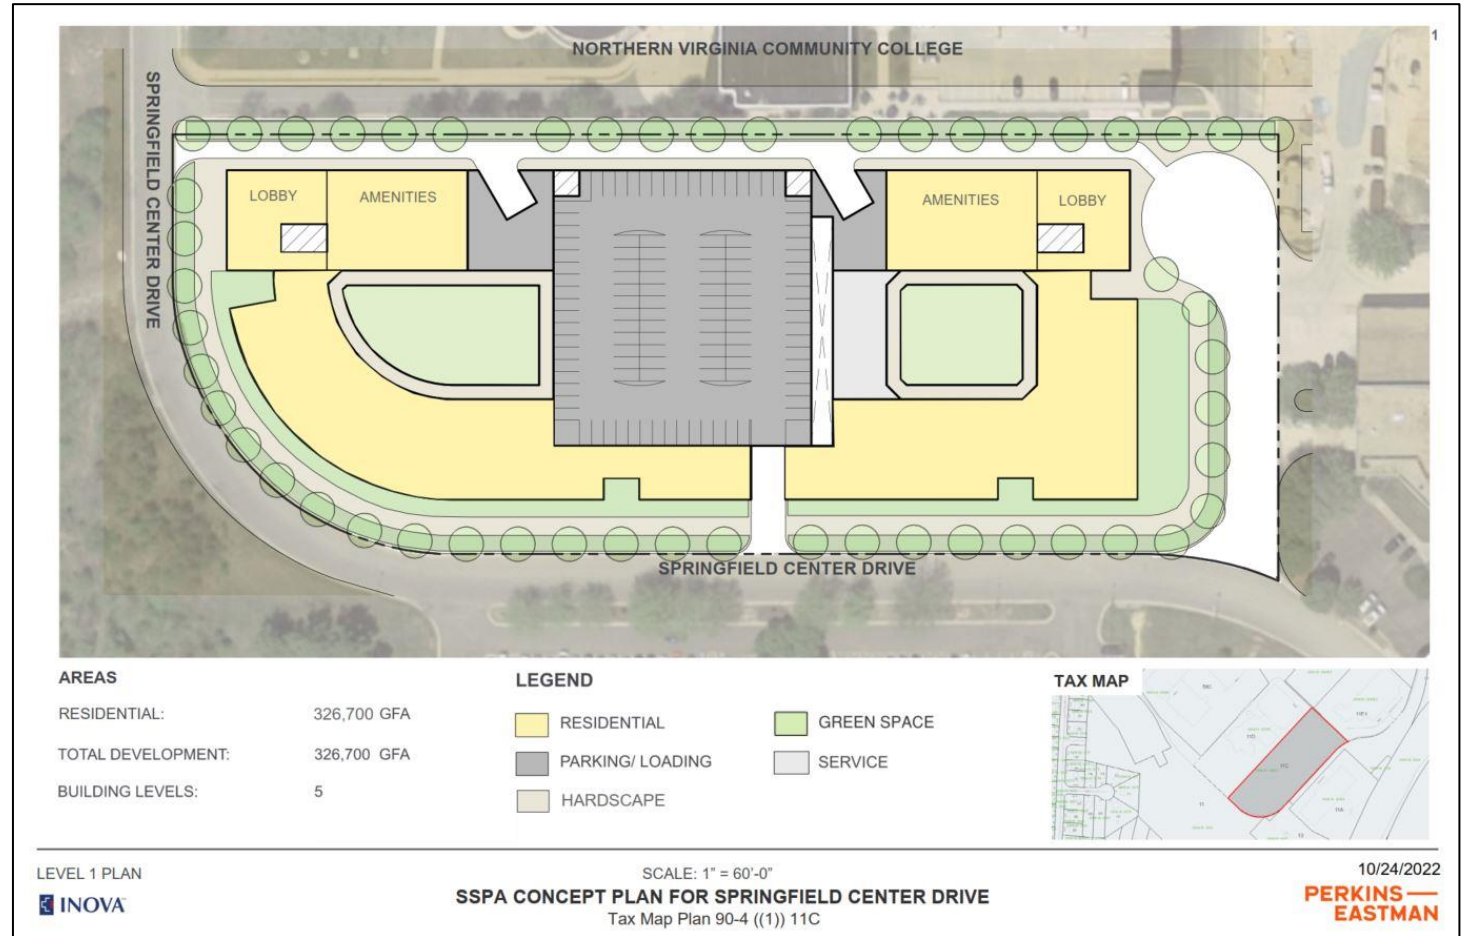 1
NORTHERN VIRGINIA COMMUNITY COLLEGE
SPRINGFIELD CENTER DRIVE
SPRINGFIELD CENTER DRIVE
LOBBY
AMENITIES
AMENITIES
LOBBY
SPRINGFIELD CENTER DRIVE
AREAS
RESIDENTIAL: 326,700 GFA
TOTAL DEVELOPMENT: 326,700 GFA
BUILDING LEVELS: 5
LEGEND
RESIDENTIAL
PARKING/ LOADING
HARDSCAPE
GREEN SPACE
SERVICE
TAX MAP
LEVEL 1 PLAN
INOVA
SCALE: 1" = 60'-0"
SSPA CONCEPT PLAN FOR SPRINGFIELD CENTER DRIVE
Tax Map Plan 90-4 ((1)) 11C
10/24/2022
PERKINS—
EASTMAN